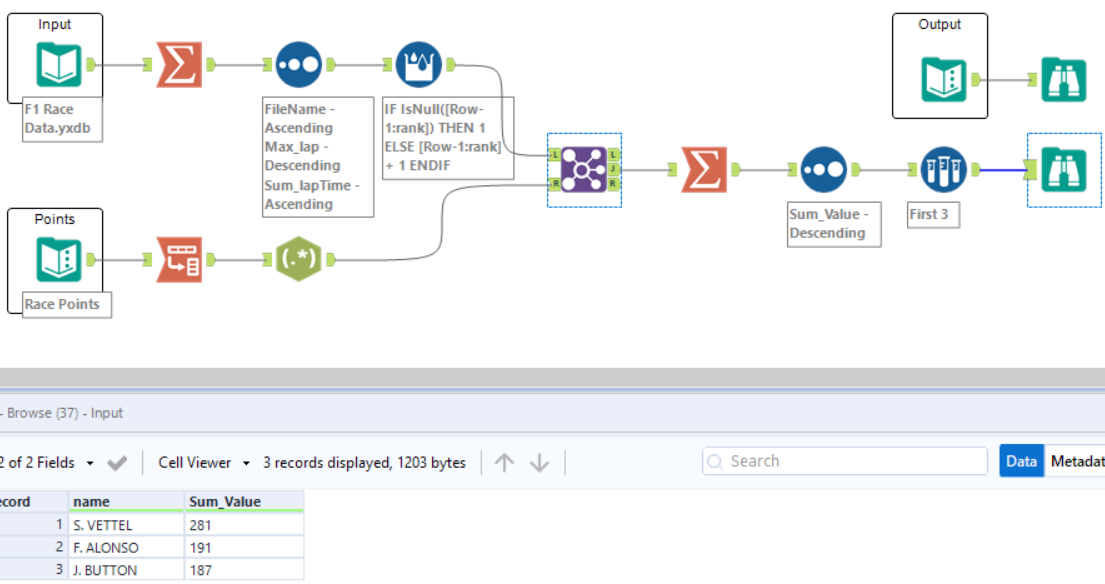 Input
Output
F1 Race
Data.yxdb
FileName -
Ascending
Max_lap -
Descending
Sum_lapTime -
Ascending
IF IsNull([Row-
1:rank]) THEN 1
ELSE [Row-1:rank]
+ 1 ENDIF
L
R
L
J
R
Sum_Value -
Descending
First 3
Points
(.*)
Race Points
- Browse (37) - Input
2 of 2 Fields
Cell Viewer
3 records displayed, 1203 bytes
Search
Data
Metadat
ecord name Sum_Value
1 S. VETTEL 281
2 F. ALONSO 191
3 J. BUTTON 187